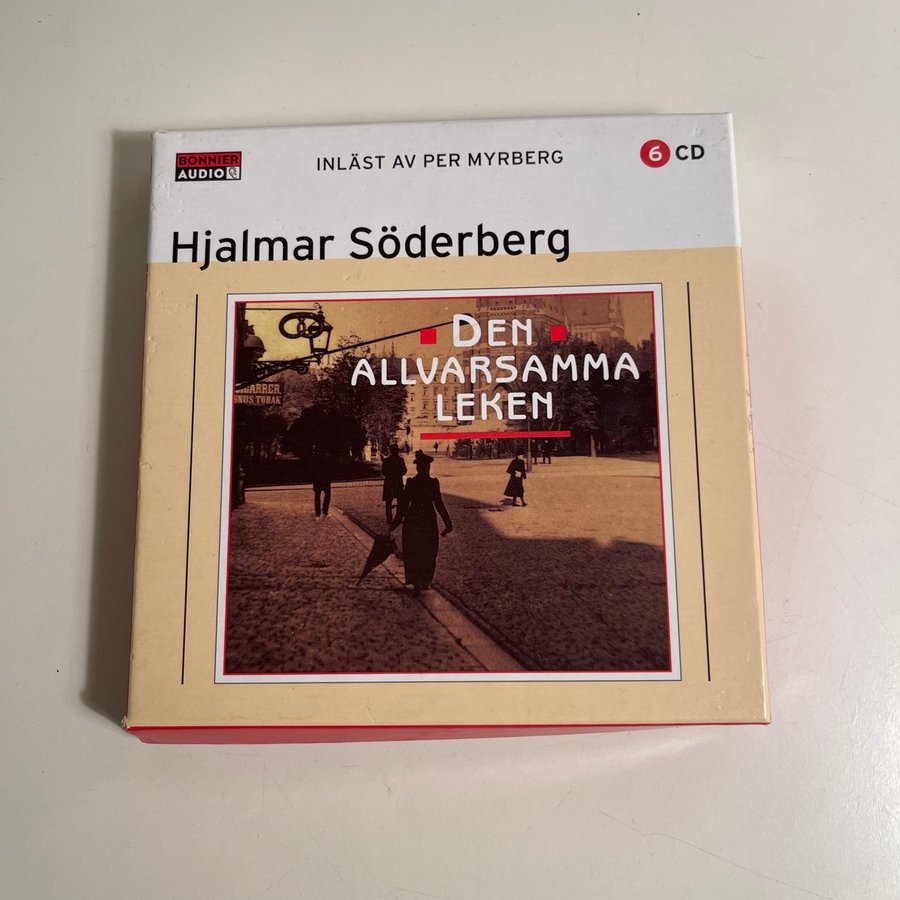 BONNIER
AUDIO
INLÄST AV PER MYRBERG
6 CD
Hjalmar Söderberg
DEN
ALLVARSAMMA
LEKEN
CIGARRER
SNUS TOBAK